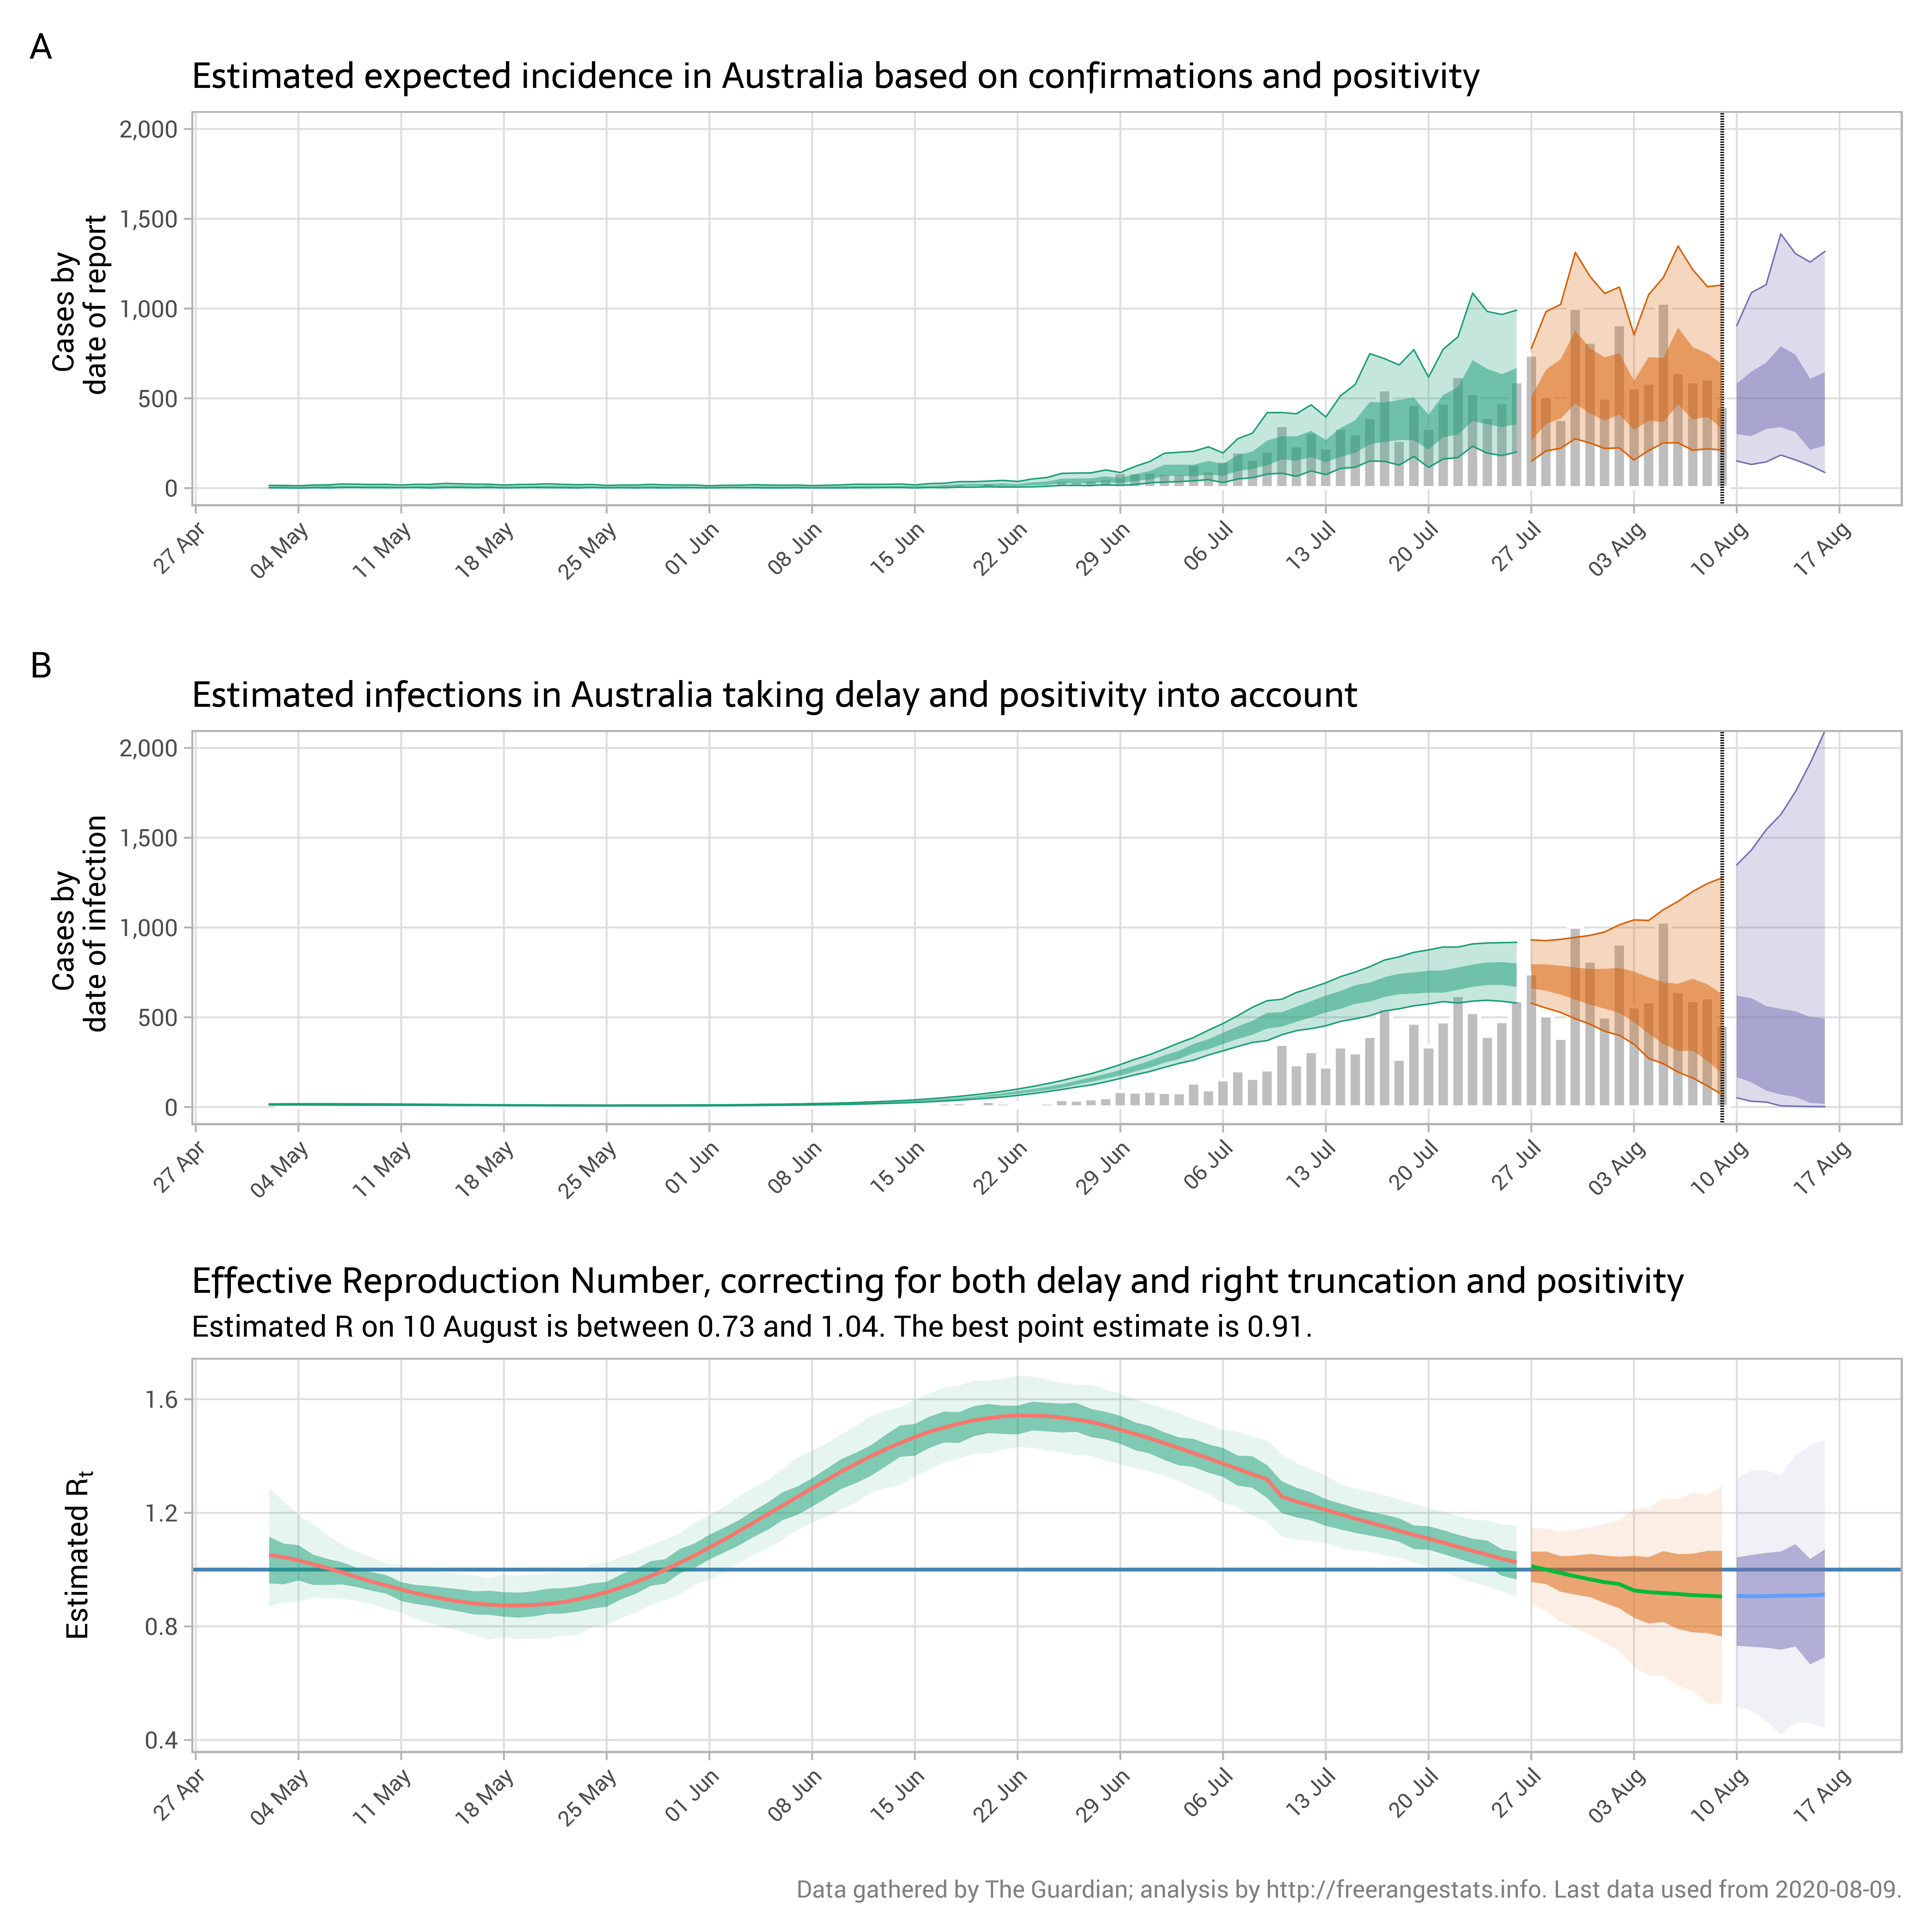 A
Estimated expected incidence in Australia based on confirmations and positivity
Cases by
date of report
2,000
1,500
1,000
500
0
27 Apr
04 May
11 May
18 May
25 May
01 Jun
08 Jun
15 Jun
22 Jun
29 Jun
06 Jul
13 Jul
20 Jul
27 Jul
03 Aug
10 Aug
17 Aug
B
Estimated infections in Australia taking delay and positivity into account
Cases by
date of infection
2,000
1,500
1,000
500
0
27 Apr
04 May
11 May
18 May
25 May
01 Jun
08 Jun
15 Jun
22 Jun
29 Jun
06 Jul
13 Jul
20 Jul
27 Jul
03 Aug
10 Aug
17 Aug
Effective Reproduction Number, correcting for both delay and right truncation and positivity
Estimated R on 10 August is between 0.73 and 1.04. The best point estimate is 0.91.
Estimated Rt
1.6
1.2
0.8
0.4
27 Apr
04 May
11 May
18 May
25 May
01 Jun
08 Jun
15 Jun
22 Jun
29 Jun
06 Jul
13 Jul
20 Jul
27 Jul
03 Aug
10 Aug
17 Aug
Data gathered by The Guardian; analysis by http://freerangestats.info. Last data used from 2020-08-09.